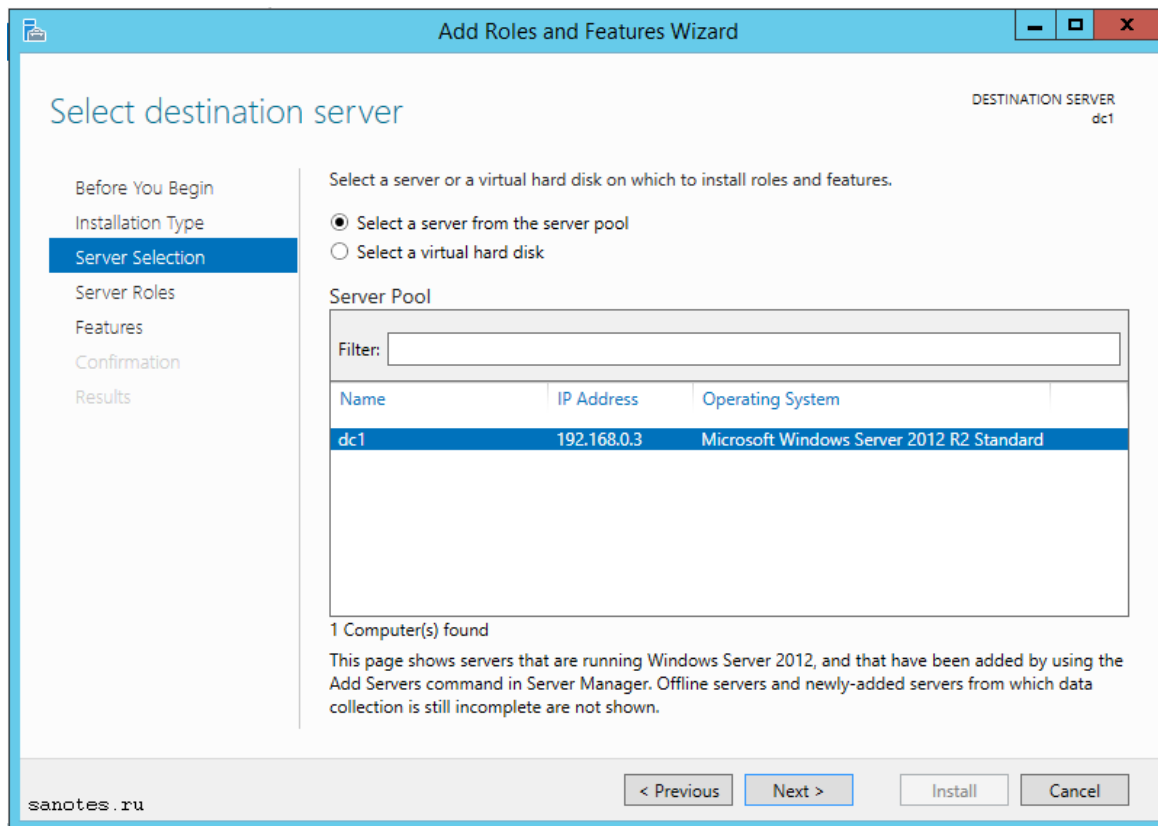 Add Roles and Features Wizard
Select destination server
DESTINATION SERVER
dc1
Before You Begin
Installation Type
Server Selection
Server Roles
Features
Confirmation
Results
Select a server or a virtual hard disk on which to install roles and features.
Select a server from the server pool
Select a virtual hard disk
Server Pool
Filter:
Name IP Address Operating System
dc1 192.168.0.3 Microsoft Windows Server 2012 R2 Standard
1 Computer(s) found
This page shows servers that are running Windows Server 2012, and that have been added by using the
Add Servers command in Server Manager. Offline servers and newly-added servers from which data
collection is still incomplete are not shown.
< Previous Next > Install Cancel
sanotes.ru